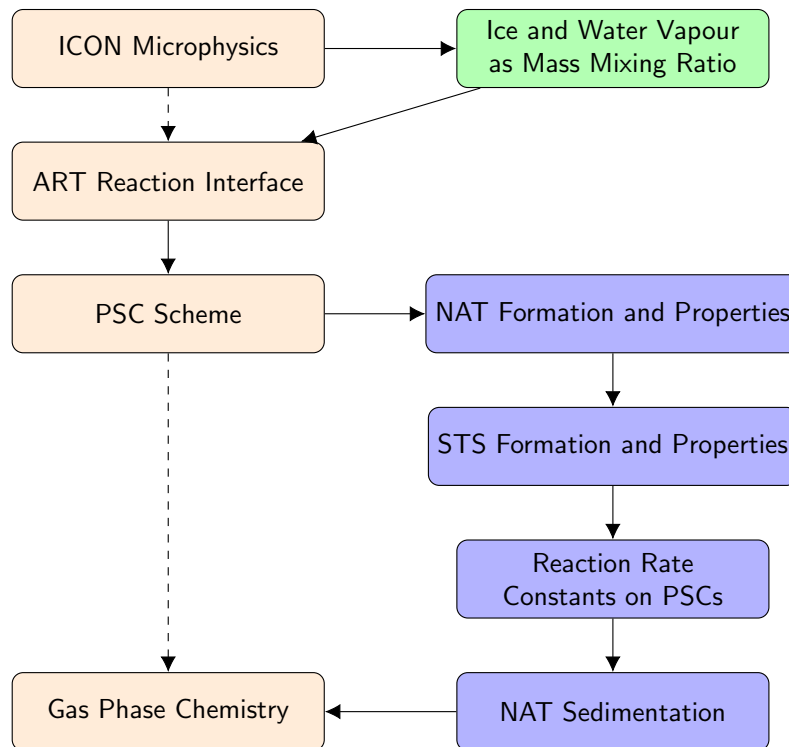 ICON Microphysics
Ice and Water Vapour
as Mass Mixing Ratio
ART Reaction Interface
PSC Scheme
NAT Formation and Properties
STS Formation and Properties
Reaction Rate
Constants on PSCs
Gas Phase Chemistry
NAT Sedimentation